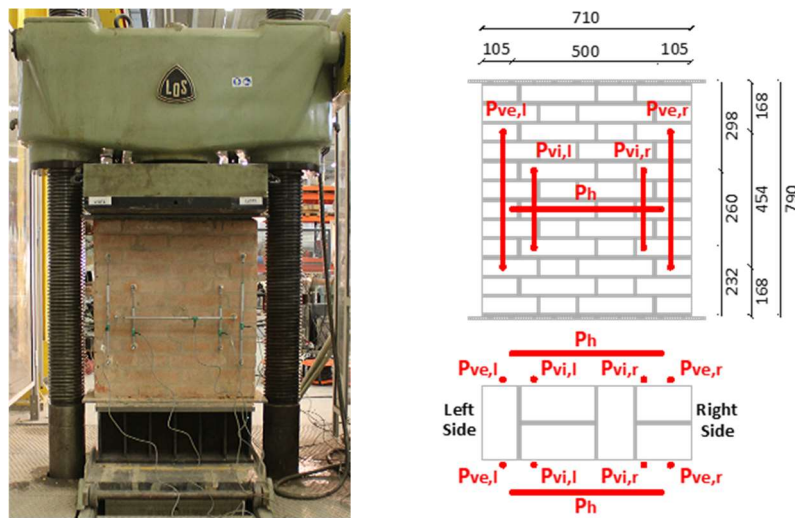 LOS
710
105 500 105
Pve,l Pve,r
Pvi,l Pvi,r
Ph
298
260
232
168
454
168
790
Ph
Pve,l Pvi,l Pvi,r Pve,r
Left
Side
Right
Side
Pve,l Pvi,l Pvi,r Pve,r
Ph